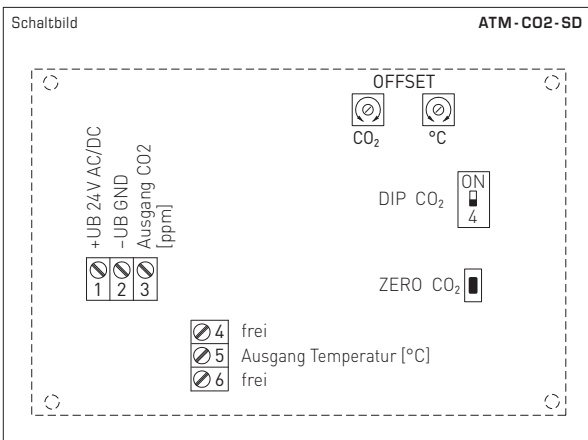 Schaltbild ATM-CO2-SD
OFFSET
CO₂ °C
+UB 24V AC/DC
–UB GND
Ausgang CO2
[ppm]
1 2 3
DIP CO₂
ON
4
ZERO CO₂
4 frei
5 Ausgang Temperatur [°C]
6 frei